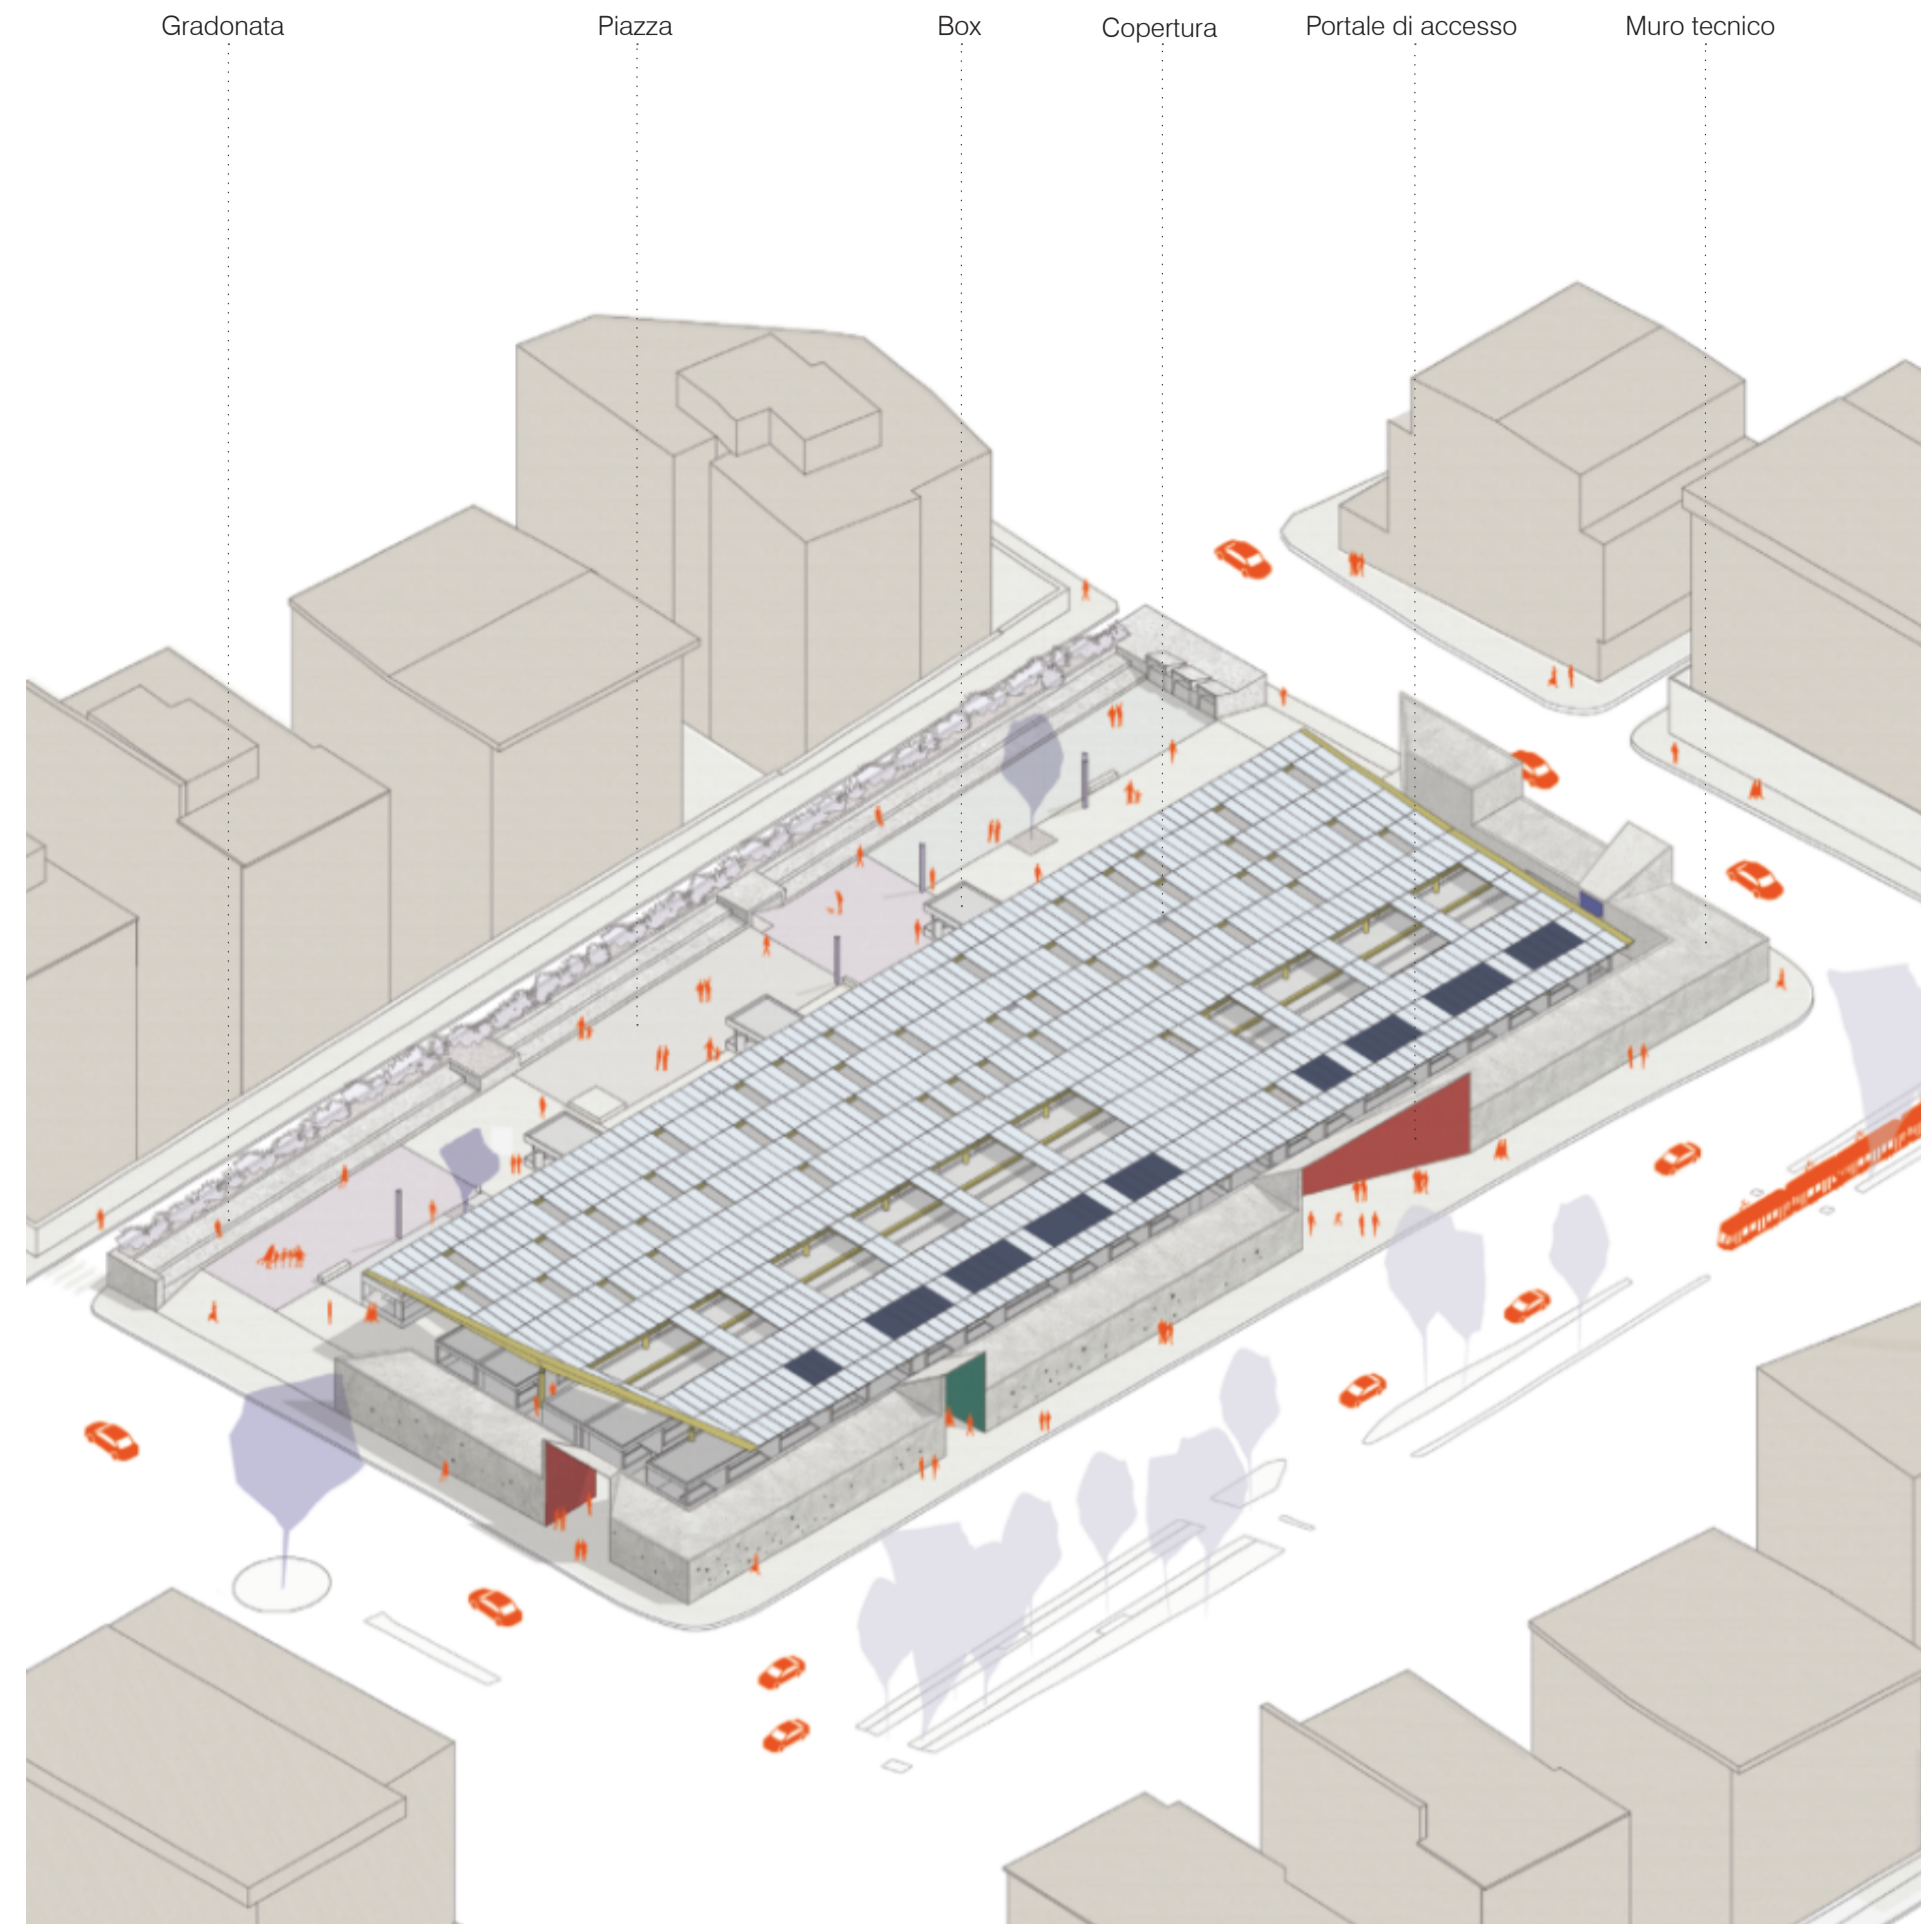 Gradonata
Piazza
Box
Copertura
Portale di accesso
Muro tecnico